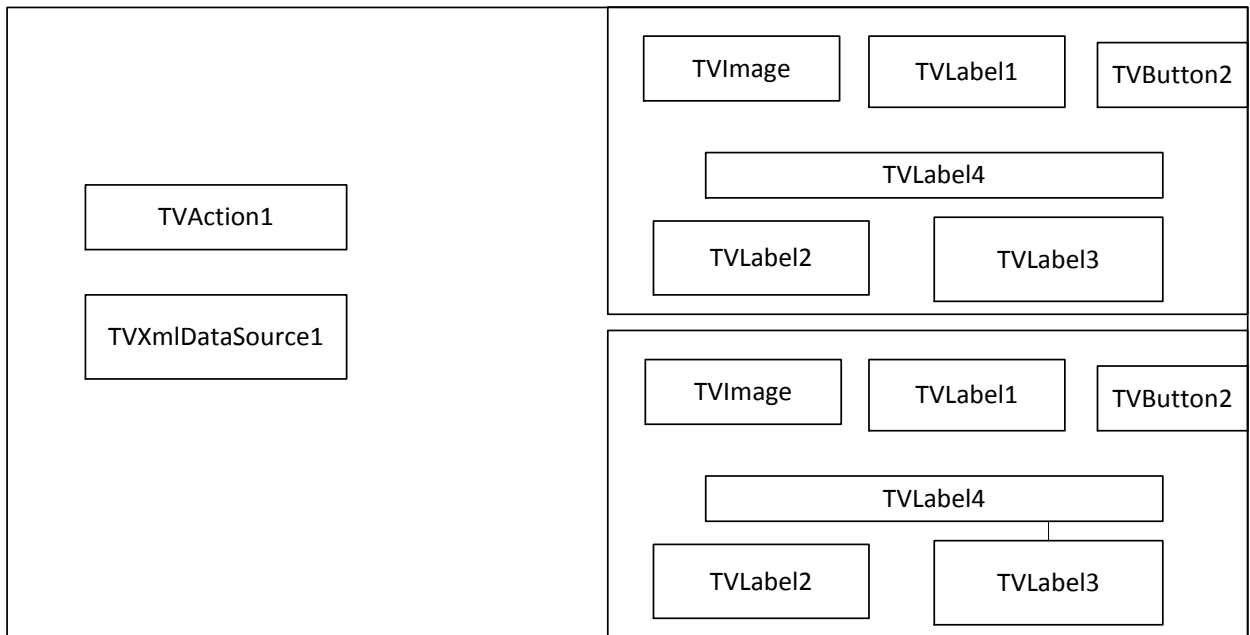 TVAction1
TVXmlDataSource1
TVImage
TVLabel1
TVButton2
TVLabel4
TVLabel2
TVLabel3
TVImage
TVLabel1
TVButton2
TVLabel4
TVLabel2
TVLabel3